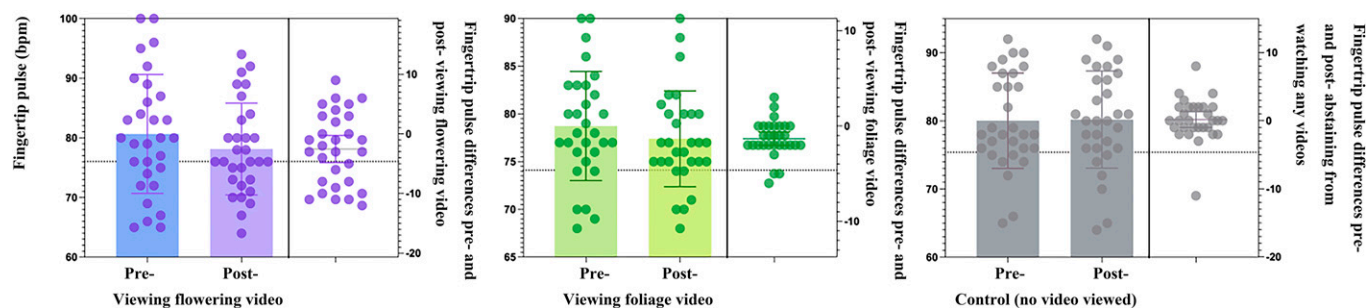 Fingertip pulse (bpm)
100
90
80
70
60
Pre-
Post-
Viewing flowering video
10
0
-10
-20
Fingertrip pulse differences pre- and
post- viewing flowering video
90
85
80
75
70
65
Pre-
Post-
Viewing foliage video
10
0
-10
Fingertrip pulse differences pre- and
post- viewing foliage video
90
80
70
60
Pre-
Post-
Control (no video viewed)
10
0
-10
-20
Fingertrip pulse differences pre-
and post- abstaining from
watching any videos